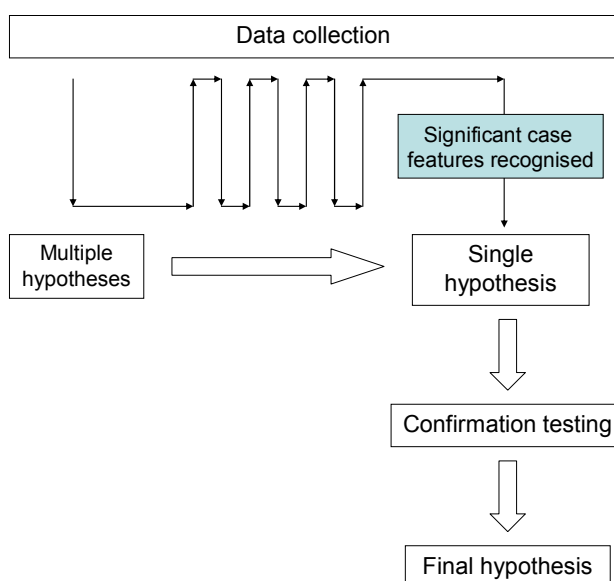 Data collection
Significant case
features recognised
Multiple
hypotheses
Single
hypothesis
Confirmation testing
Final hypothesis